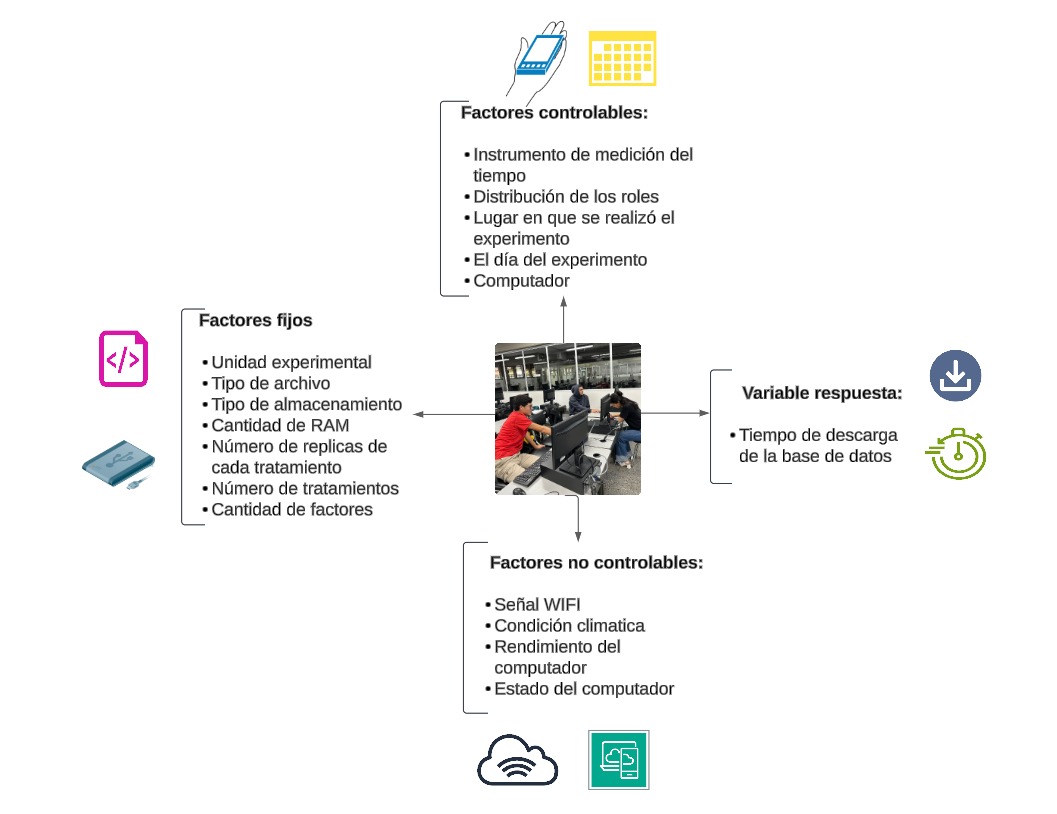 Factores controlables:
• Instrumento de medición del
tiempo
• Distribución de los roles
• Lugar en que se realizó el
experimento
• El día del experimento
• Computador
Factores fijos
• Unidad experimental
• Tipo de archivo
• Tipo de almacenamiento
• Cantidad de RAM
• Número de replicas de
cada tratamiento
• Número de tratamientos
• Cantidad de factores
Variable respuesta:
• Tiempo de descarga
de la base de datos
Factores no controlables:
• Señal WIFI
• Condición climatica
• Rendimiento del
computador
• Estado del computador